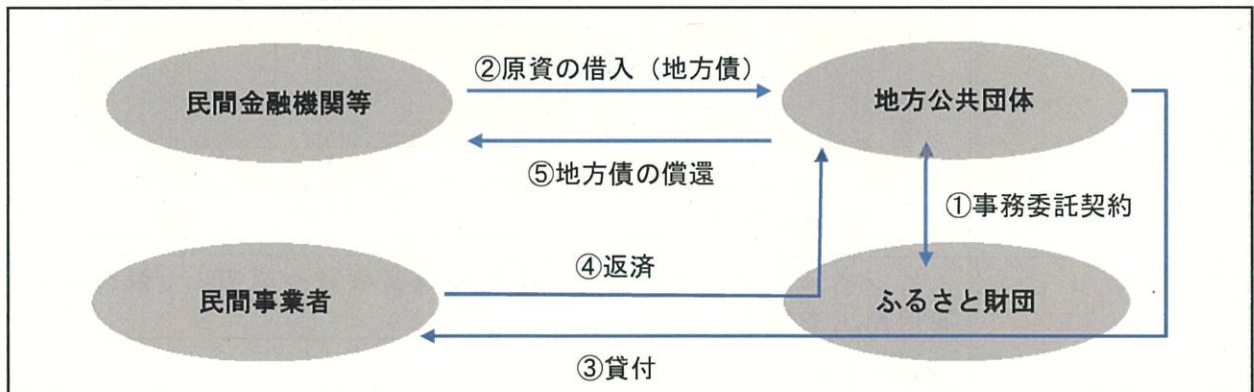 ②原資の借入（地方債）
民間金融機関等
地方公共団体
⑤地方債の償還
①事務委託契約
④返済
民間事業者
ふるさと財団
③貸付